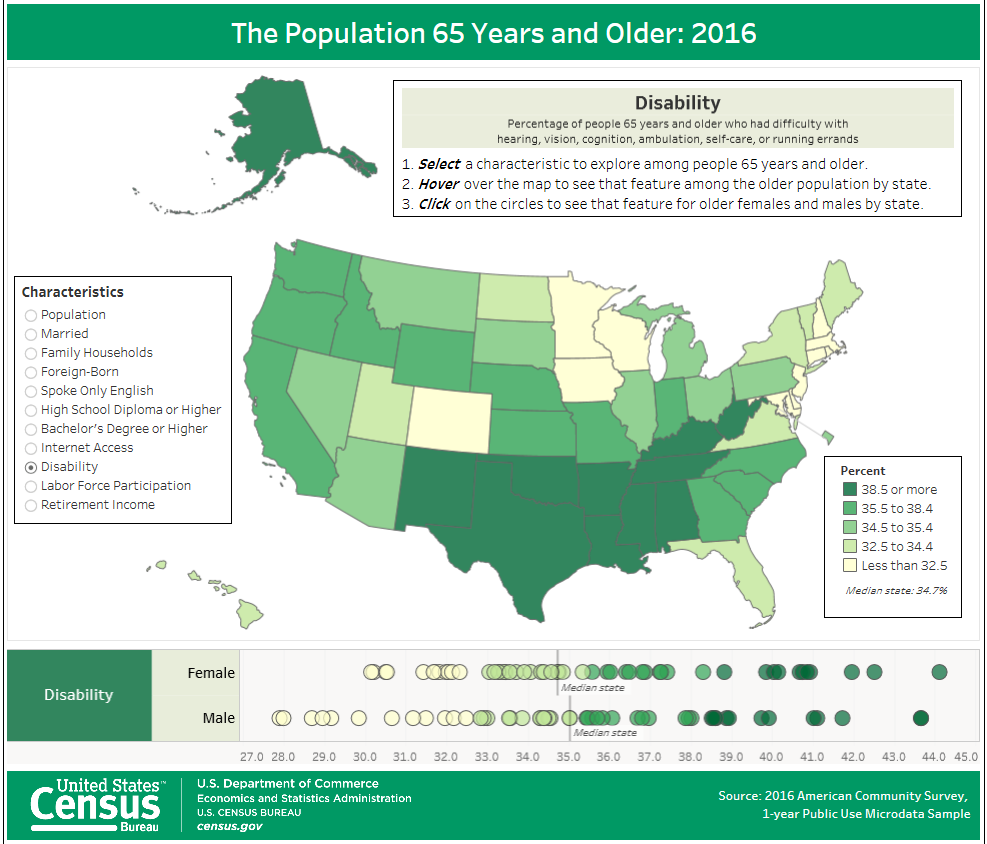 The Population 65 Years and Older: 2016
Disability
Percentage of people 65 years and older who had difficulty with
hearing, vision, cognition, ambulation, self-care, or running errands
1. Select a characteristic to explore among people 65 years and older.
2. Hover over the map to see that feature among the older population by state.
3. Click on the circles to see that feature for older females and males by state.
Characteristics
Population
Married
Family Households
Foreign-Born
Spoke Only English
High School Diploma or Higher
Bachelor's Degree or Higher
Internet Access
Disability
Labor Force Participation
Retirement Income
Percent
38.5 or more
35.5 to 38.4
34.5 to 35.4
32.5 to 34.4
Less than 32.5
Median state: 34.7%
Disability
Female
Median state
Male
Median state
27.0 28.0 29.0 30.0 31.0 32.0 33.0 34.0 35.0 36.0 37.0 38.0 39.0 40.0 41.0 42.0 43.0 44.0 45.0
United States™
Census
Bureau
U.S. Department of Commerce
Economics and Statistics Administration
U.S. CENSUS BUREAU
census.gov
Source: 2016 American Community Survey,
1-year Public Use Microdata Sample